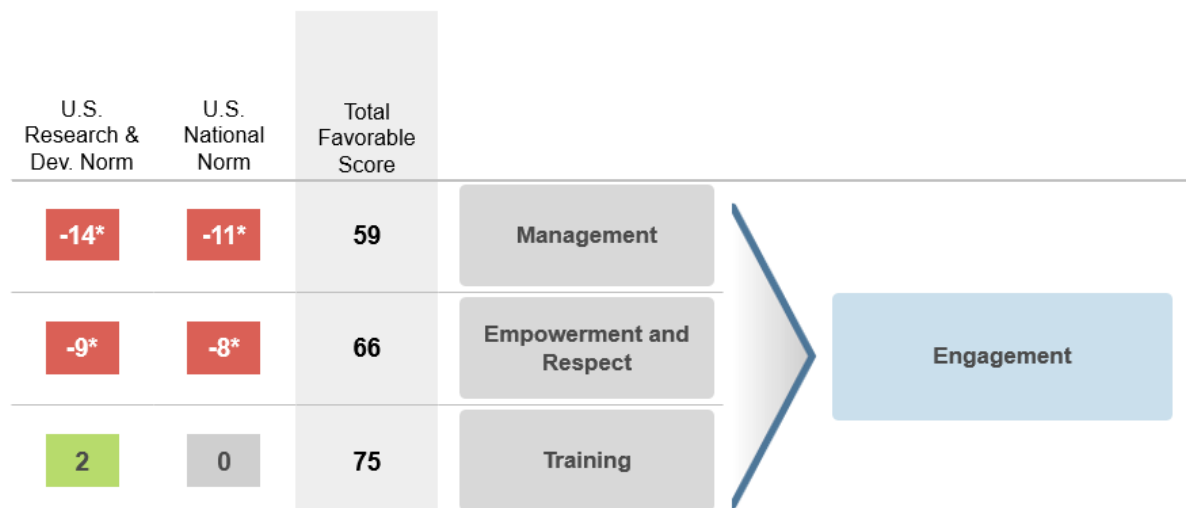 U.S.
Research &
Dev. Norm
U.S.
National
Norm
Total
Favorable
Score
-14*
-11*
59
Management
-9*
-8*
66
Empowerment and
Respect
Engagement
2
0
75
Training